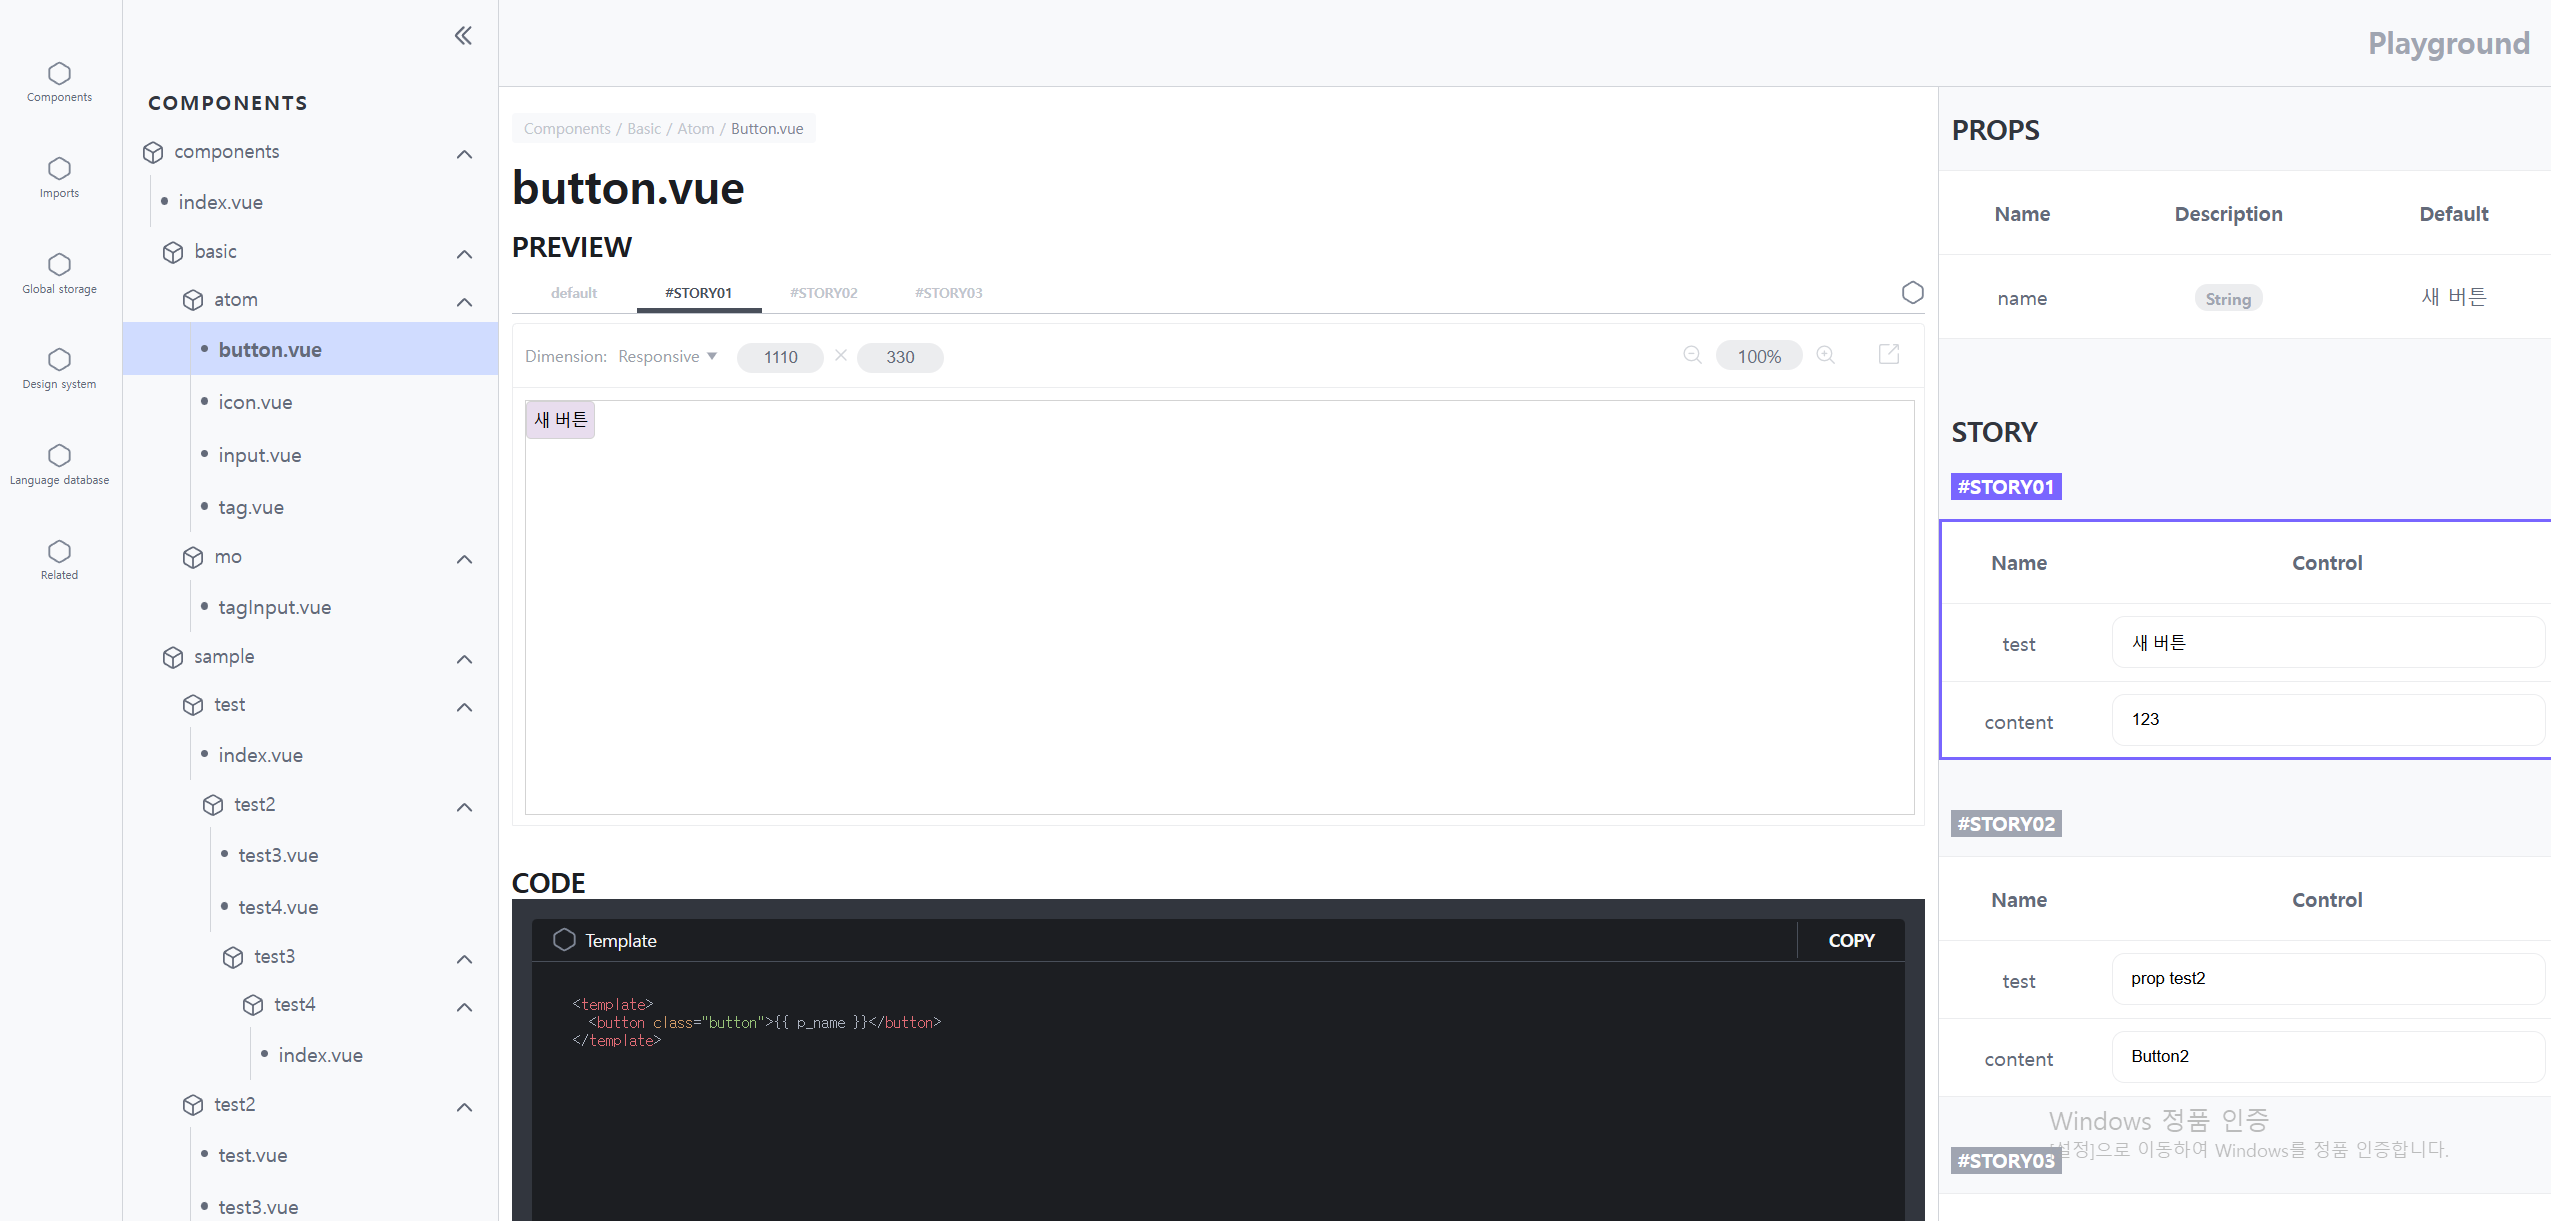 Components
Imports
Global storage
Design system
Language database
Related
COMPONENTS
components
index.vue
basic
atom
button.vue
icon.vue
input.vue
tag.vue
mo
tagInput.vue
sample
test
index.vue
test2
test3.vue
test4.vue
test3
test4
index.vue
test2
test.vue
test3.vue
Playground
Components / Basic / Atom / Button.vue
button.vue
PREVIEW
default #STORY01 #STORY02 #STORY03
Dimension: Responsive 1110 × 330 100%
새 버튼
CODE
Template COPY
<template>
<button class="button">{{ p_name }}</button>
</template>
PROPS
Name Description Default
name String 새 버튼
STORY
#STORY01
Name Control
test 새 버튼
content 123
#STORY02
Name Control
test prop test2
content Button2
Windows 정품 인증
[설정]으로 이동하여 Windows를 정품 인증합니다.
#STORY03